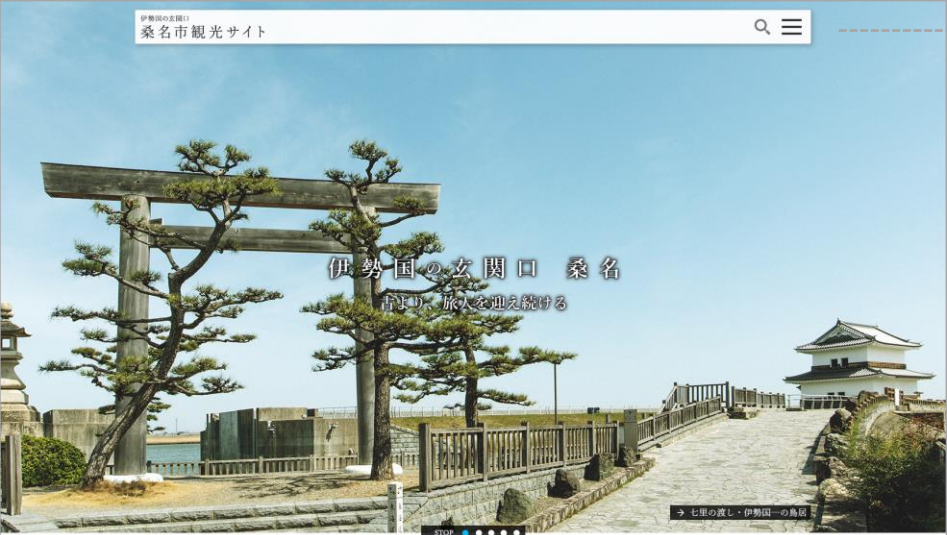 伊勢国の玄関口
桑名市観光サイト
伊勢国の玄関口 桑名
古より、旅人を迎え続ける
→ 七里の渡し・伊勢国一の鳥居
STOP